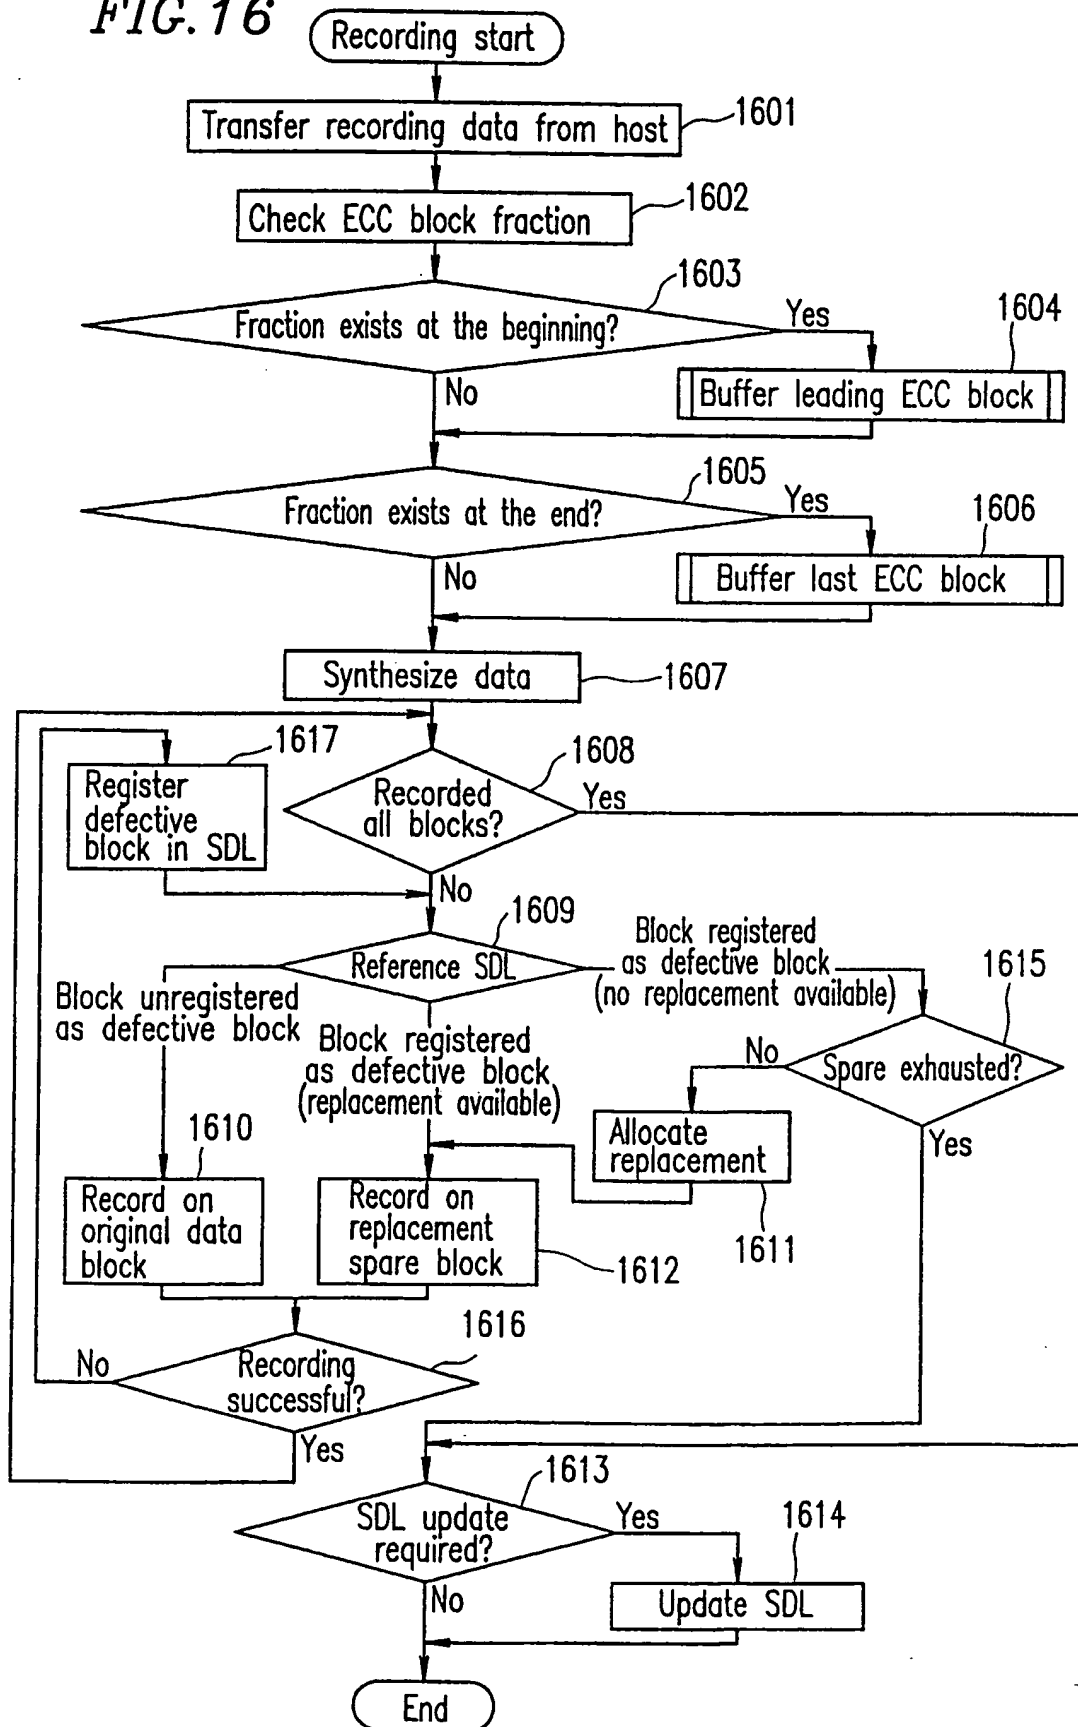 FIG. 16
Recording start
Transfer recording data from host
1601
Check ECC block fraction
1602
1603
Fraction exists at the beginning?
Yes
1604
Buffer leading ECC block
No
1605
Fraction exists at the end?
Yes
1606
Buffer last ECC block
No
Synthesize data
1607
1617
Register
defective
block in SDL
1608
Recorded
all blocks?
Yes
No
1609
Reference SDL
Block unregistered
as defective block
Block registered
as defective block
(replacement available)
Block registered
as defective block
(no replacement available)
1615
Spare exhausted?
No
Yes
Allocate
replacement
1611
1610
Record on
original data
block
Record on
replacement
spare block
1612
1616
Recording
successful?
No
Yes
1613
SDL update
required?
Yes
1614
Update SDL
No
End